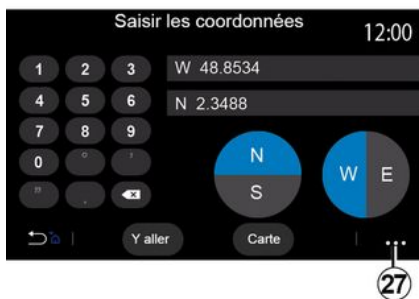 Saisir les coordonnées
12:00
1 2 3
W 48.8534
4 5 6
N 2.3488
7 8 9
0 ° '
" .
N
S
W E
Y aller
Carte
...
27